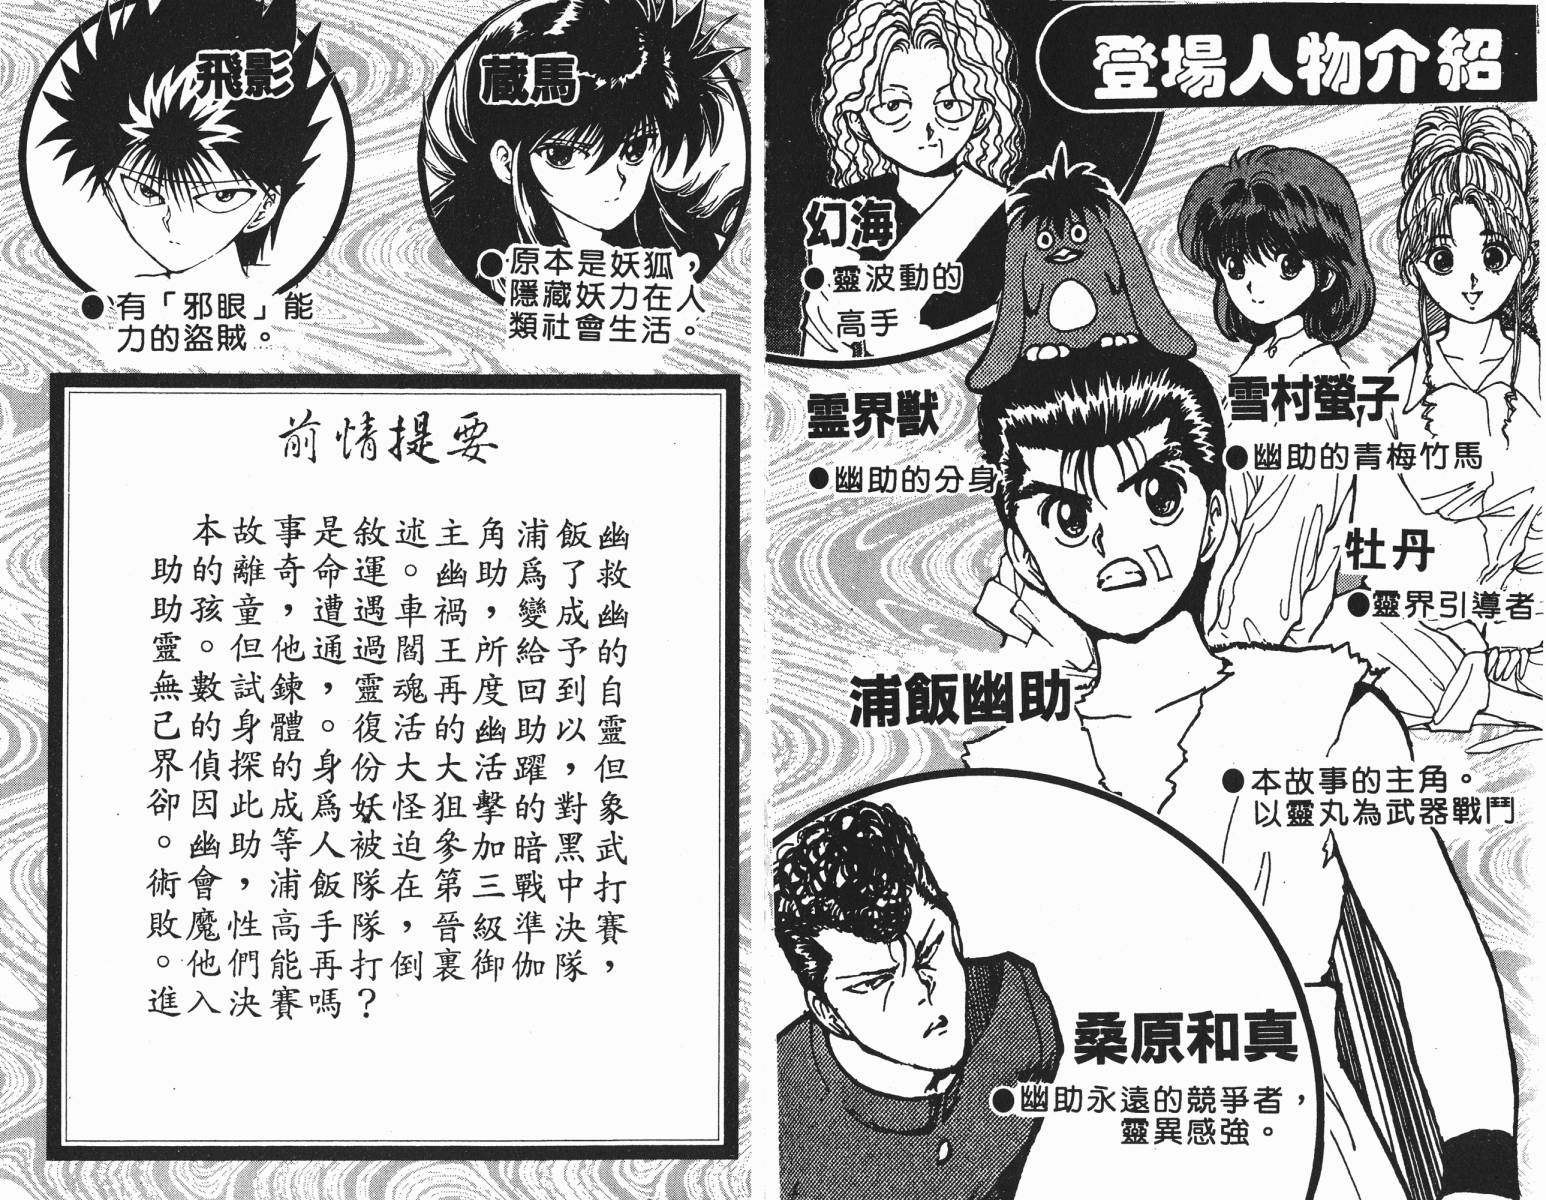 登場人物介紹
幻海
●靈波動的
高手
霊界獣
●幽助的分身
雪村螢子
●幽助的青梅竹馬
牡丹
●靈界引導者
浦飯幽助
●本故事的主角。
以靈丸為武器戰鬥
桑原和真
●幽助永遠的競爭者，
靈異感強。
蔵馬
●原本是妖狐，
隱藏妖力在人
類社會生活。
飛影
●有「邪眼」能
力的盜賊。
前情提要
本故事是敘述主角浦飯幽
助的離奇命運。幽助爲了救
助孩童，遭遇車禍，變成幽
靈。但他通過閻王所給予的
無數試鍊，靈魂再度回到自
己的身體。復活的幽助以靈
界偵探的身份大大活躍，但
卻因此成爲妖怪狙擊的對象
。幽助等人被迫參加暗黑武
術會，浦飯隊在第三戰中打
敗魔性高手隊，晉級準決賽
。他們能再打倒裏御伽隊，
進入決賽嗎？